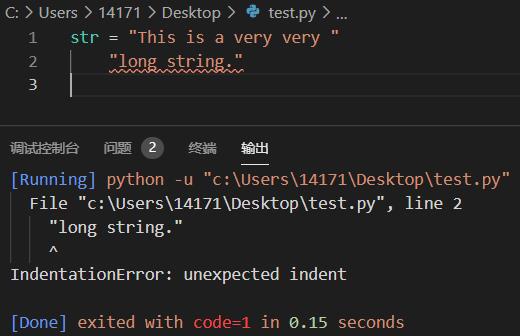 C: > Users > 14171 > Desktop > test.py > ...
1 str = "This is a very very "
2 "long string."
3
调试控制台 问题 2 终端 输出
[Running] python -u "c:\Users\14171\Desktop\test.py"
File "c:\Users\14171\Desktop\test.py", line 2
"long string."
^
IndentationError: unexpected indent
[Done] exited with code=1 in 0.15 seconds